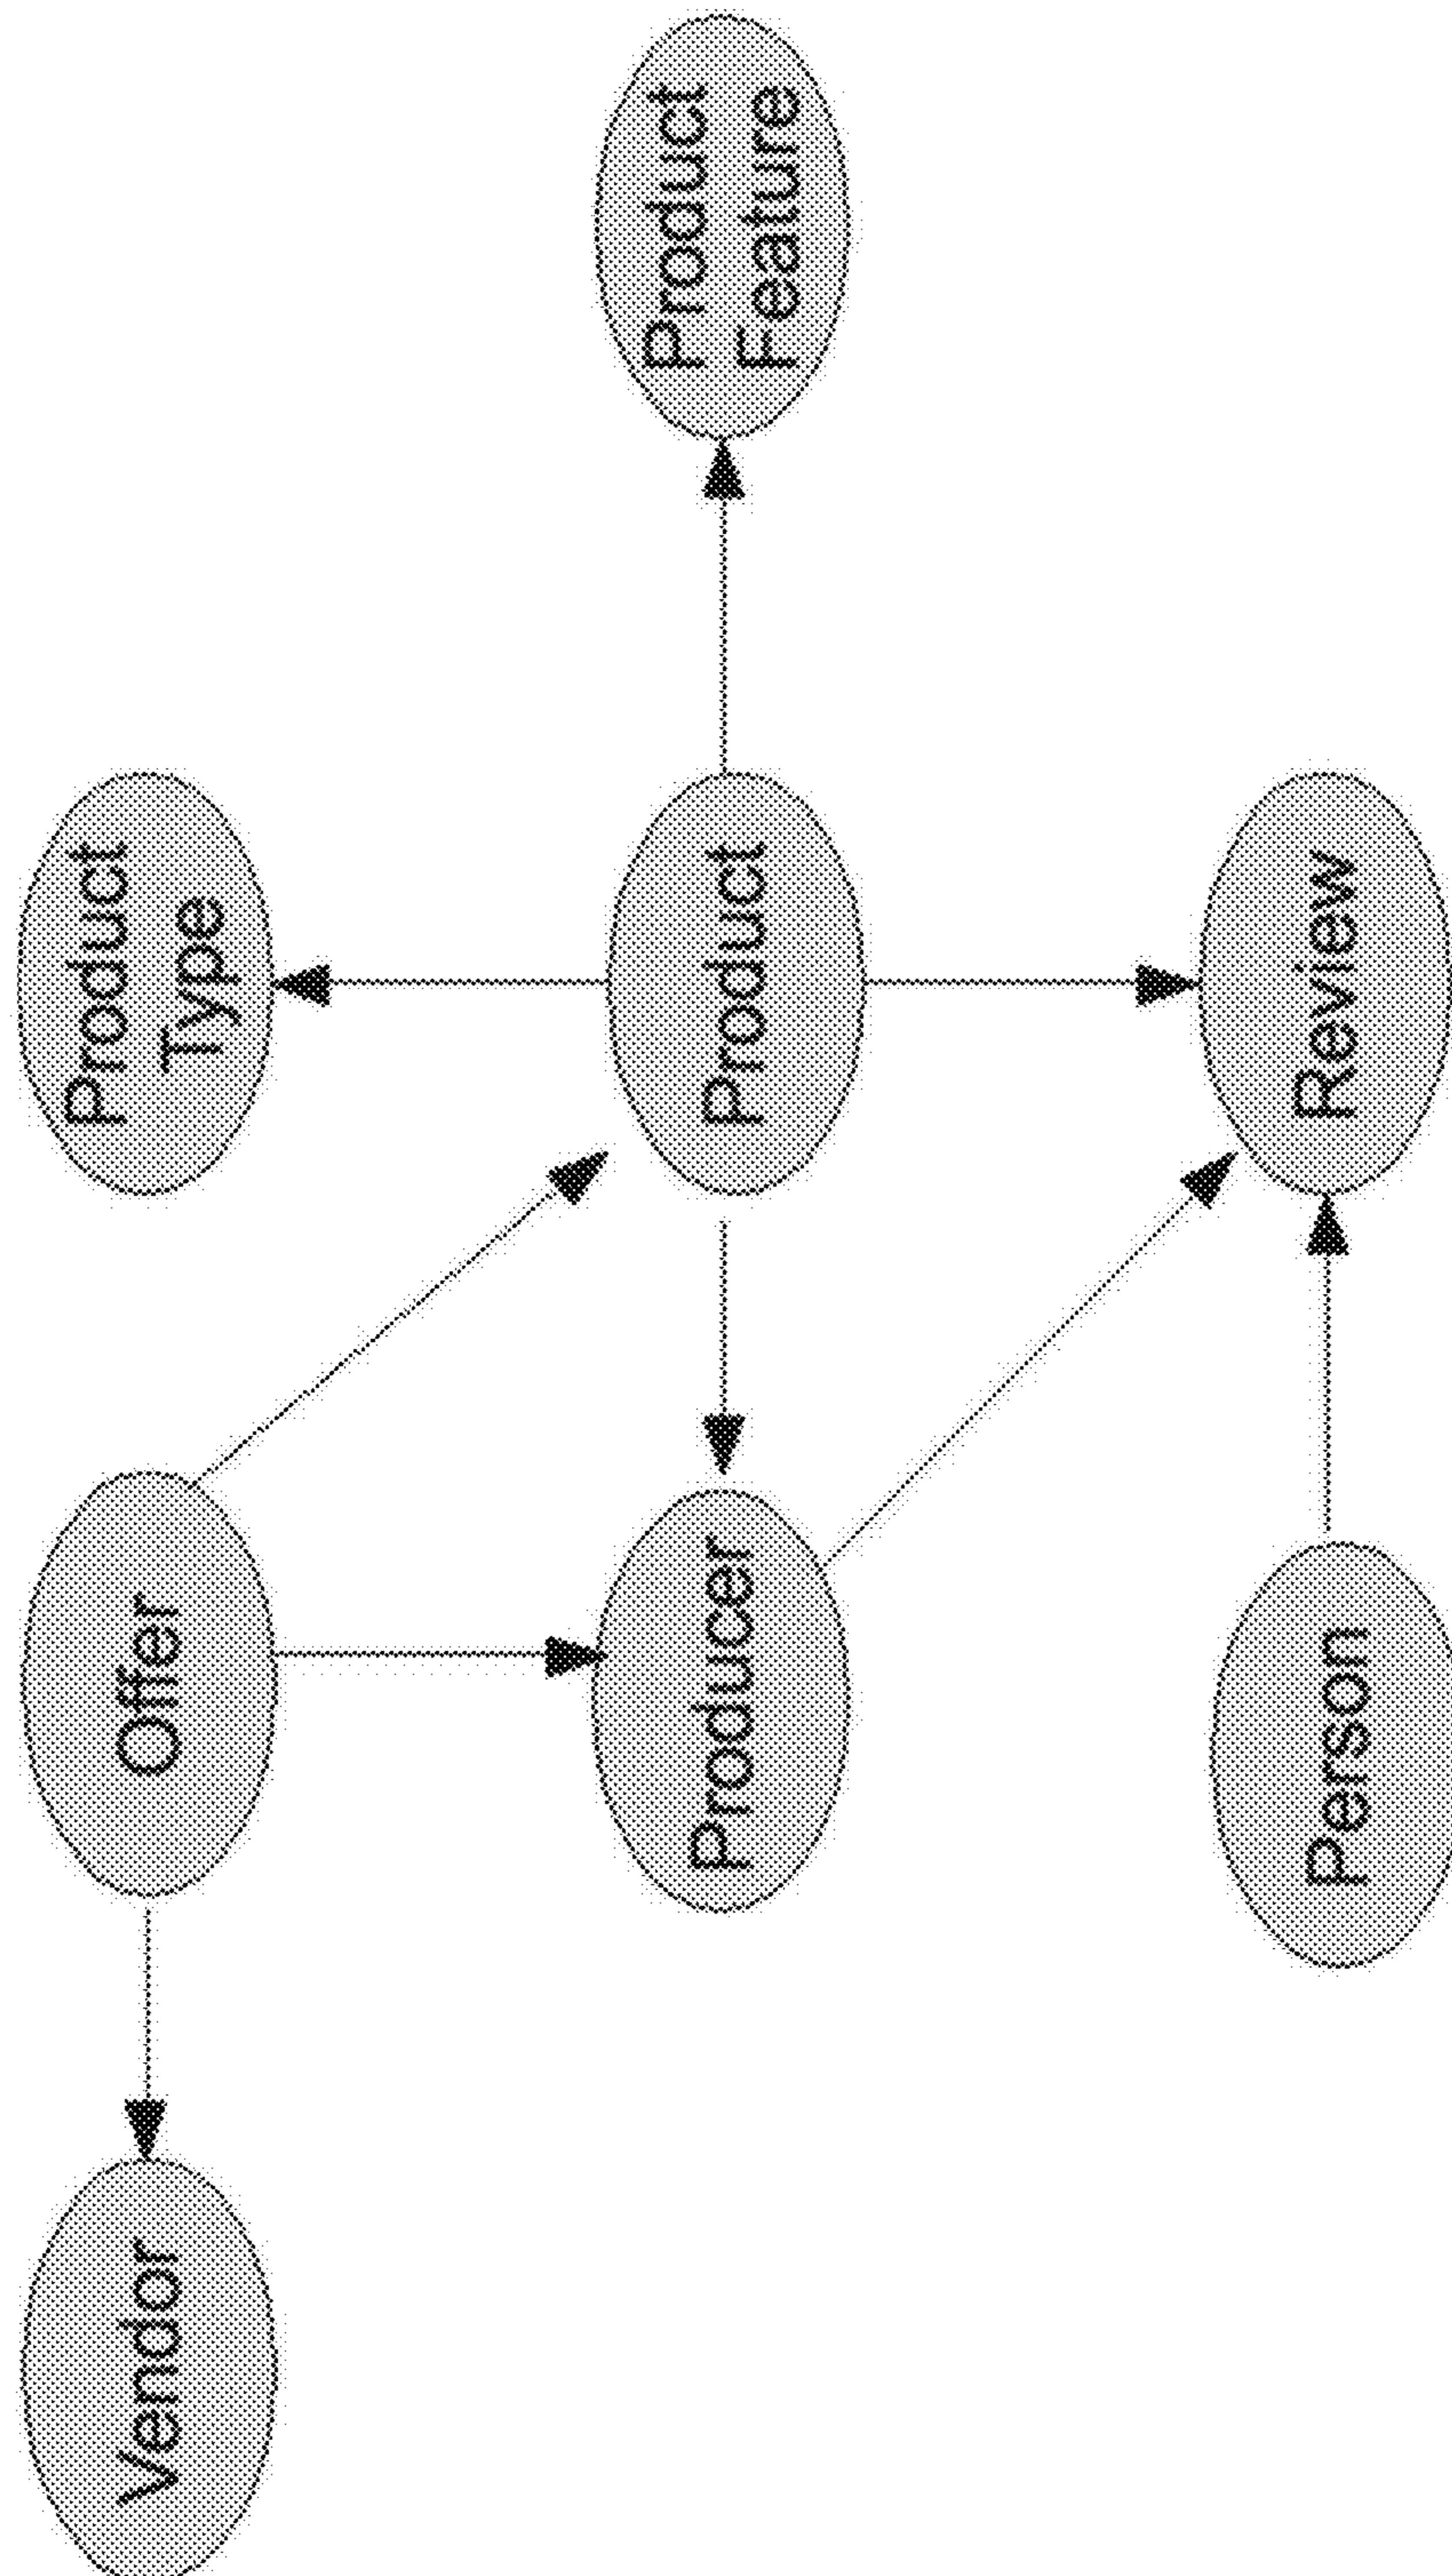 Vendor
Offer
Product
Type
Producer
Product
Product
Feature
Person
Review